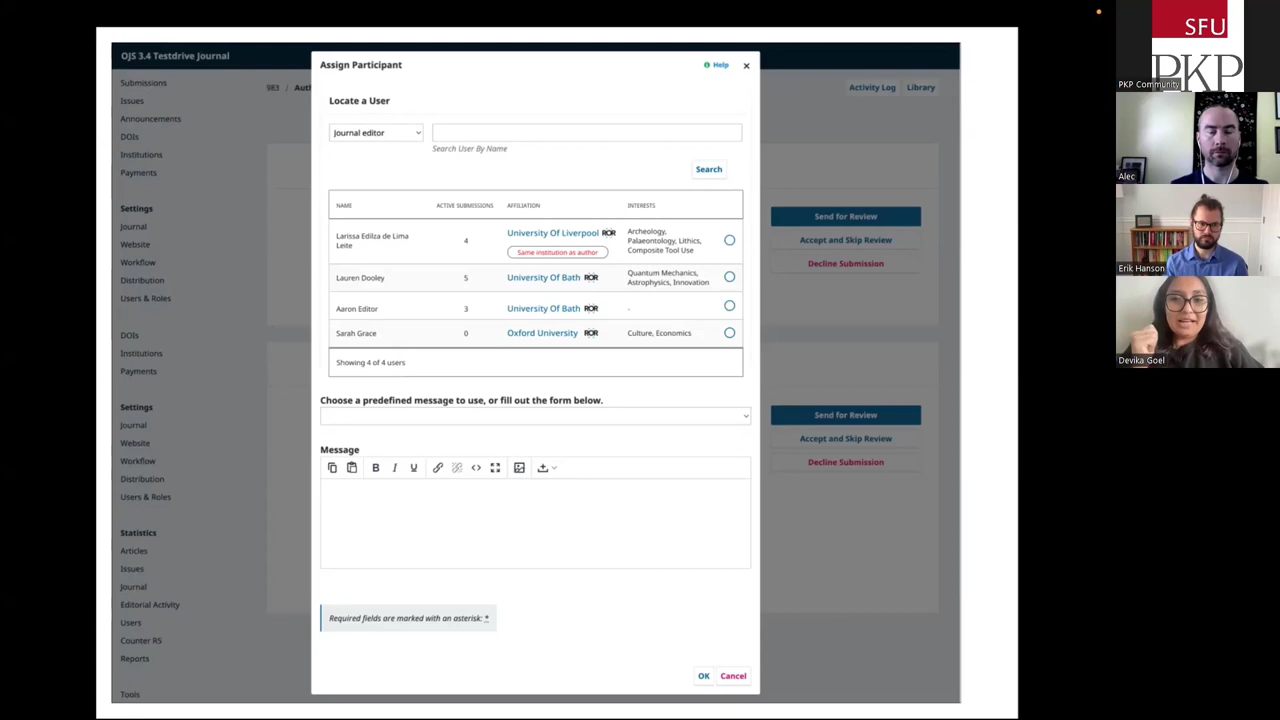 OJS 3.4 Testdrive Journal
Submissions
Issues
Announcements
DOIs
Institutions
Payments
Settings
Journal
Website
Workflow
Distribution
Users & Roles
DOIs
Institutions
Payments
Settings
Journal
Website
Workflow
Distribution
Users & Roles
Statistics
Articles
Issues
Journal
Editorial Activity
Users
Counter R5
Reports
Tools
983 / Auth
Activity Log Library
Assign Participant
Help
Locate a User
Journal editor
Search User By Name
Search
NAME ACTIVE SUBMISSIONS AFFILIATION INTERESTS
Larissa Edilza de Lima
Leite
4
University Of Liverpool ROR
Same institution as author
Archeology,
Palaeontology, Lithics,
Composite Tool Use
Lauren Dooley 5 University Of Bath ROR
Quantum Mechanics,
Astrophysics, Innovation
Aaron Editor 3 University Of Bath ROR -
Sarah Grace 0 Oxford University ROR Culture, Economics
Showing 4 of 4 users
Choose a predefined message to use, or fill out the form below.
Message
B I U
Required fields are marked with an asterisk: *
OK Cancel
Send for Review
Accept and Skip Review
Decline Submission
Send for Review
Accept and Skip Review
Decline Submission
SFU
PKP
PKP Community
Alec
Erik Hanson
Devika Goel